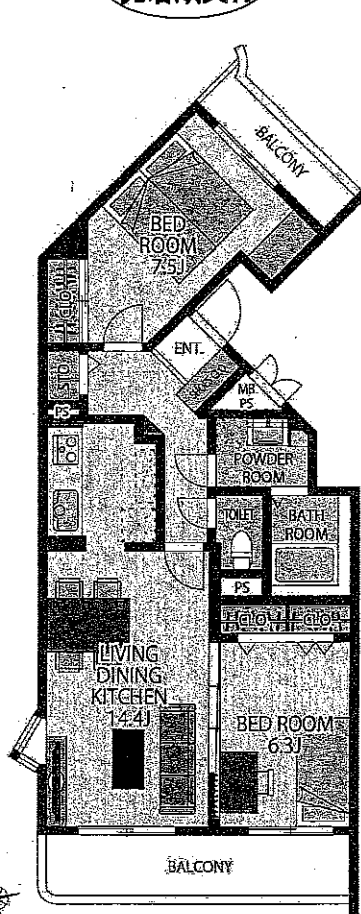 BALCONY
BED
ROOM
7.5J
CLO
ENT.
STO
MB
PS
PS
POWDER
ROOM
TOILET
BATH
ROOM
PS
CLO
CLO
LIVING
DINING
KITCHEN
14.4J
BED ROOM
6.3J
BALCONY